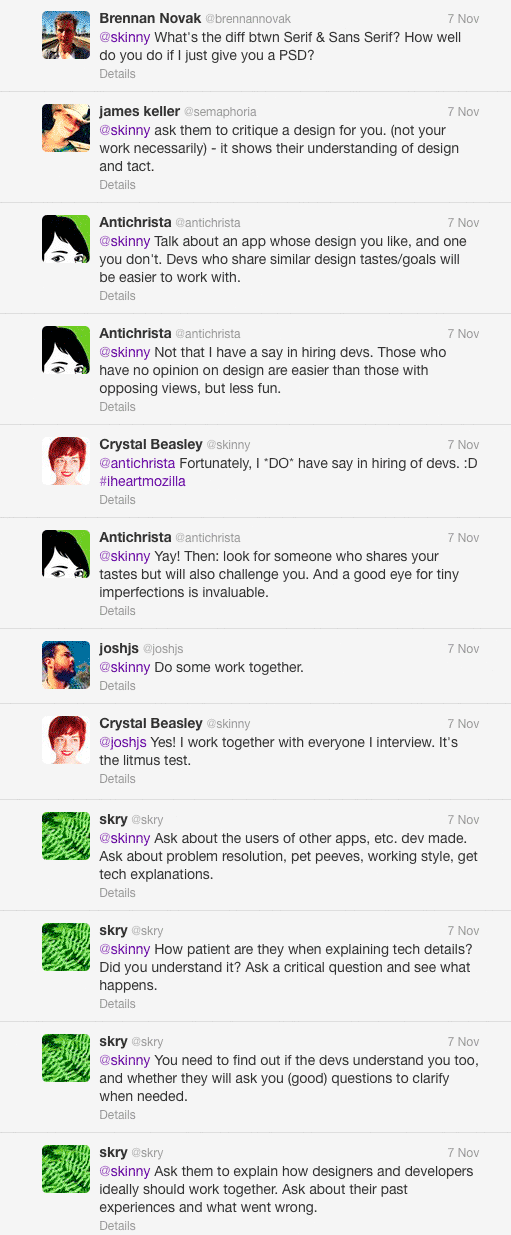 Brennan Novak @brennannovak 7 Nov
@skinny What's the diff btwn Serif & Sans Serif? How well
do you do if I just give you a PSD?
Details
james keller @semaphoria 7 Nov
@skinny ask them to critique a design for you. (not your
work necessarily) - it shows their understanding of design
and tact.
Details
Antichrista @antichrista 7 Nov
@skinny Talk about an app whose design you like, and one
you don't. Devs who share similar design tastes/goals will
be easier to work with.
Details
Antichrista @antichrista 7 Nov
@skinny Not that I have a say in hiring devs. Those who
have no opinion on design are easier than those with
opposing views, but less fun.
Details
Crystal Beasley @skinny 7 Nov
@antichrista Fortunately, I *DO* have say in hiring of devs. :D
#iheartmozilla
Details
Antichrista @antichrista 7 Nov
@skinny Yay! Then: look for someone who shares your
tastes but will also challenge you. And a good eye for tiny
imperfections is invaluable.
Details
joshjs @joshjs 7 Nov
@skinny Do some work together.
Details
Crystal Beasley @skinny 7 Nov
@joshjs Yes! I work together with everyone I interview. It's
the litmus test.
Details
skry @skry 7 Nov
@skinny Ask about the users of other apps, etc. dev made.
Ask about problem resolution, pet peeves, working style, get
tech explanations.
Details
skry @skry 7 Nov
@skinny How patient are they when explaining tech details?
Did you understand it? Ask a critical question and see what
happens.
Details
skry @skry 7 Nov
@skinny You need to find out if the devs understand you too,
and whether they will ask you (good) questions to clarify
when needed.
Details
skry @skry 7 Nov
@skinny Ask them to explain how designers and developers
ideally should work together. Ask about their past
experiences and what went wrong.
Details